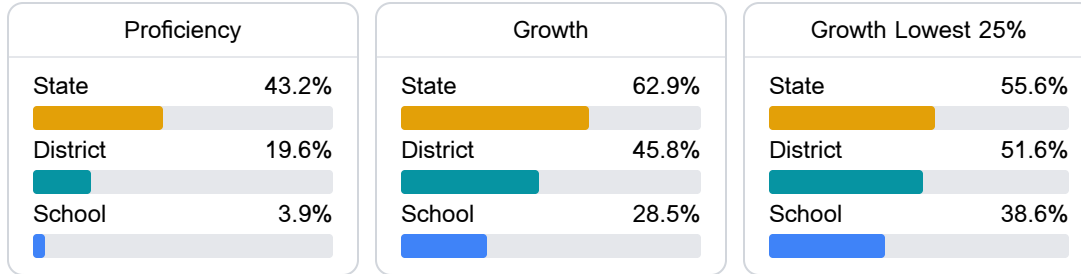 Proficiency
State 43.2%
District 19.6%
School 3.9%
Growth
State 62.9%
District 45.8%
School 28.5%
Growth Lowest 25%
State 55.6%
District 51.6%
School 38.6%